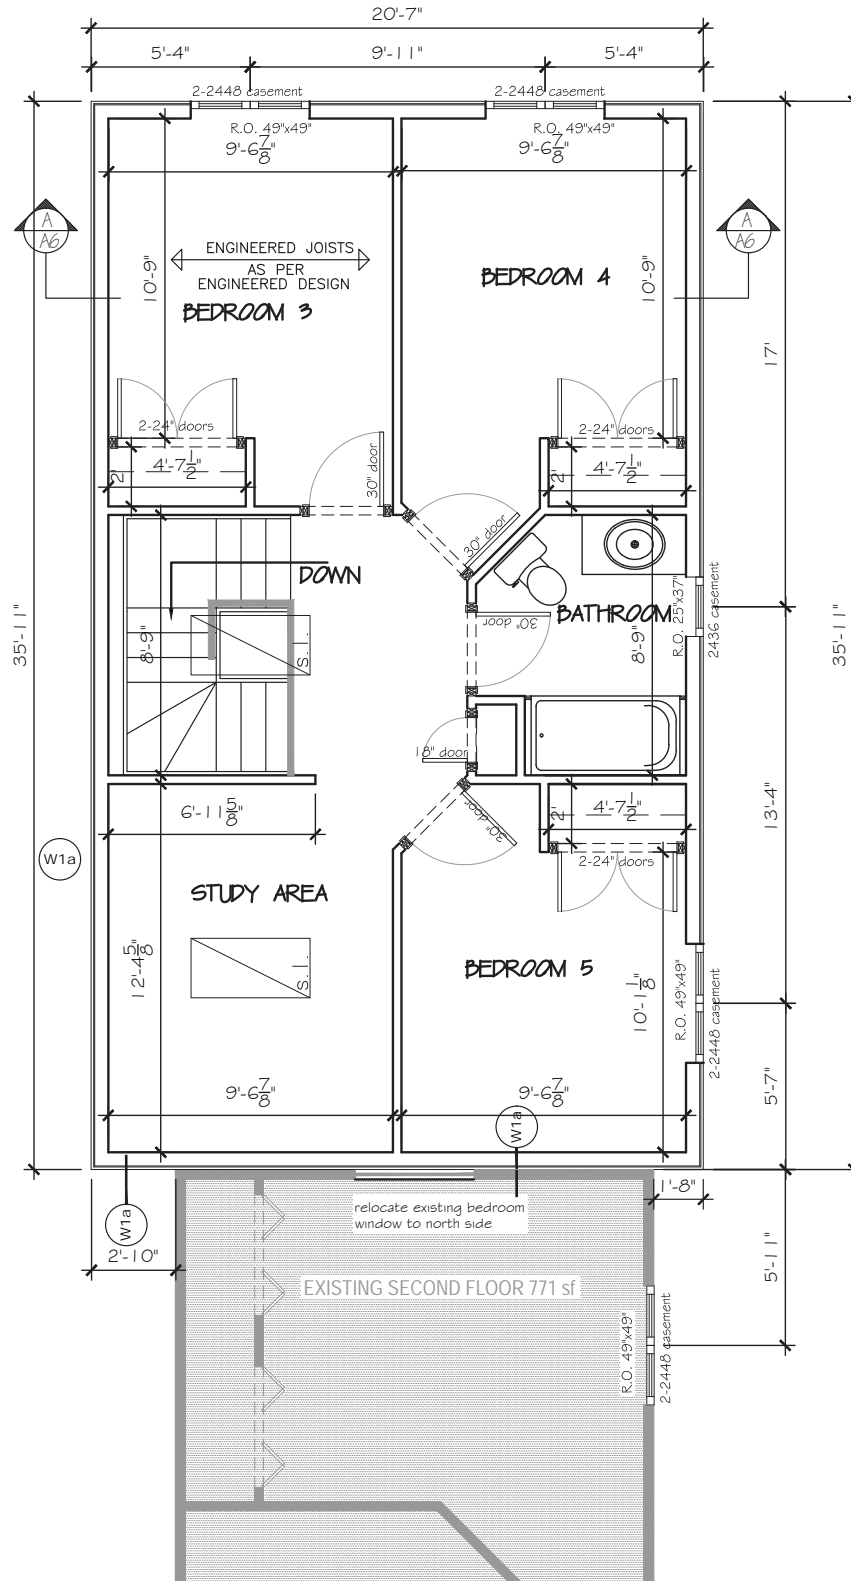 20'-7"
5'-4"
9'-11"
5'-4"
2-2448 casement
2-2448 casement
R.O. 49"x49"
R.O. 49"x49"
9'-6 7/8"
9'-6 7/8"
A
A6
A
A6
ENGINEERED JOISTS
AS PER
ENGINEERED DESIGN
10'-9"
10'-9"
BEDROOM 3
BEDROOM 4
17'
2-24" doors
2-24" doors
4'-7 1/2"
4'-7 1/2"
2'
2'
30" door
30" door
DOWN
BATHROOM
30" door
R.O. 25"x37"
2436 casement
35'-11"
35'-11"
8'-9"
8'-9"
S.L.
18" door
30" door
6'-11 5/8"
4'-7 1/2"
2'
13'-4"
W1a
2-24" doors
STUDY AREA
BEDROOM 5
12'-4 5/8"
S.L.
10'-1 1/8"
R.O. 49"x49"
2-2448 casement
9'-6 7/8"
9'-6 7/8"
5'-7"
W1a
W1a
1'-8"
relocate existing bedroom
window to north side
2'-10"
5'-11"
EXISTING SECOND FLOOR 771 sf
R.O. 49"x49"
2-2448 casement